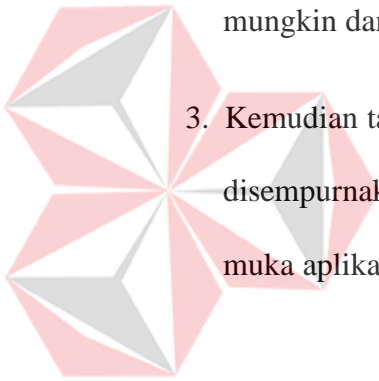 mungkin dan
3. Kemudian ta
disempurnak
muka aplika